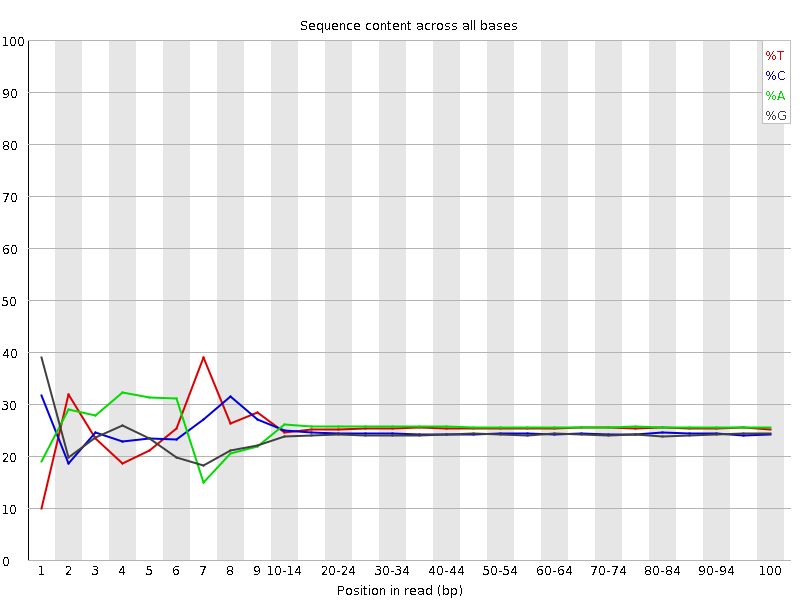 Sequence content across all bases
100
90
80
70
60
50
40
30
20
10
0
%T
%C
%A
%G
1 2 3 4 5 6 7 8 9 10-14 20-24 30-34 40-44 50-54 60-64 70-74 80-84 90-94 100
Position in read (bp)